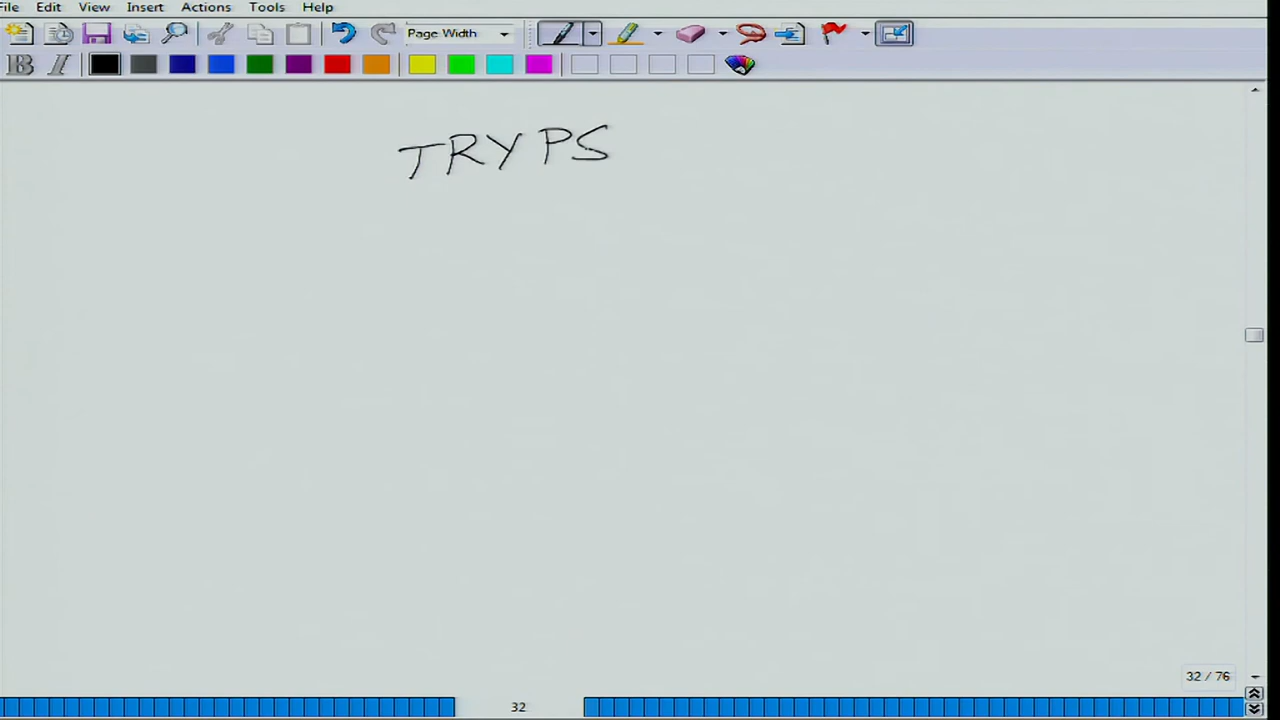 File Edit View Insert Actions Tools Help
Page Width
B I
TRYPS
32 / 76
32